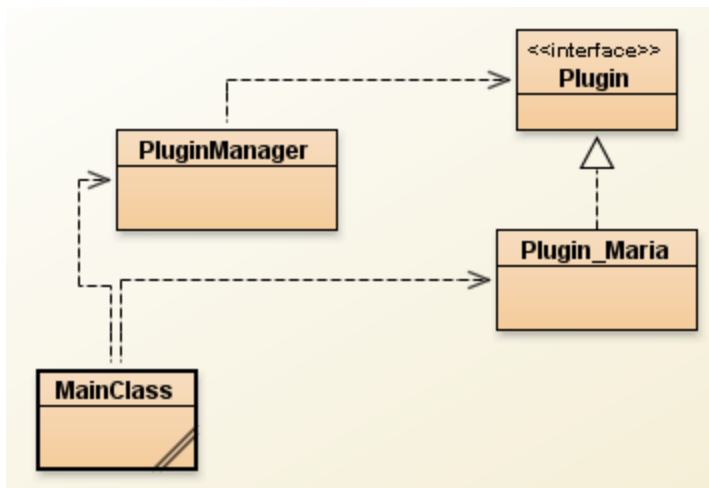 <<interface>>
Plugin
PluginManager
Plugin_Maria
MainClass